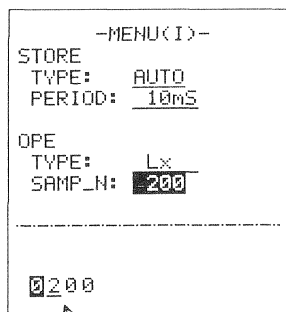 -MENU(I)-
STORE
TYPE: AUTO
PERIOD: 10mS
OPE
TYPE: Lx
SAMP_N: 200
0200